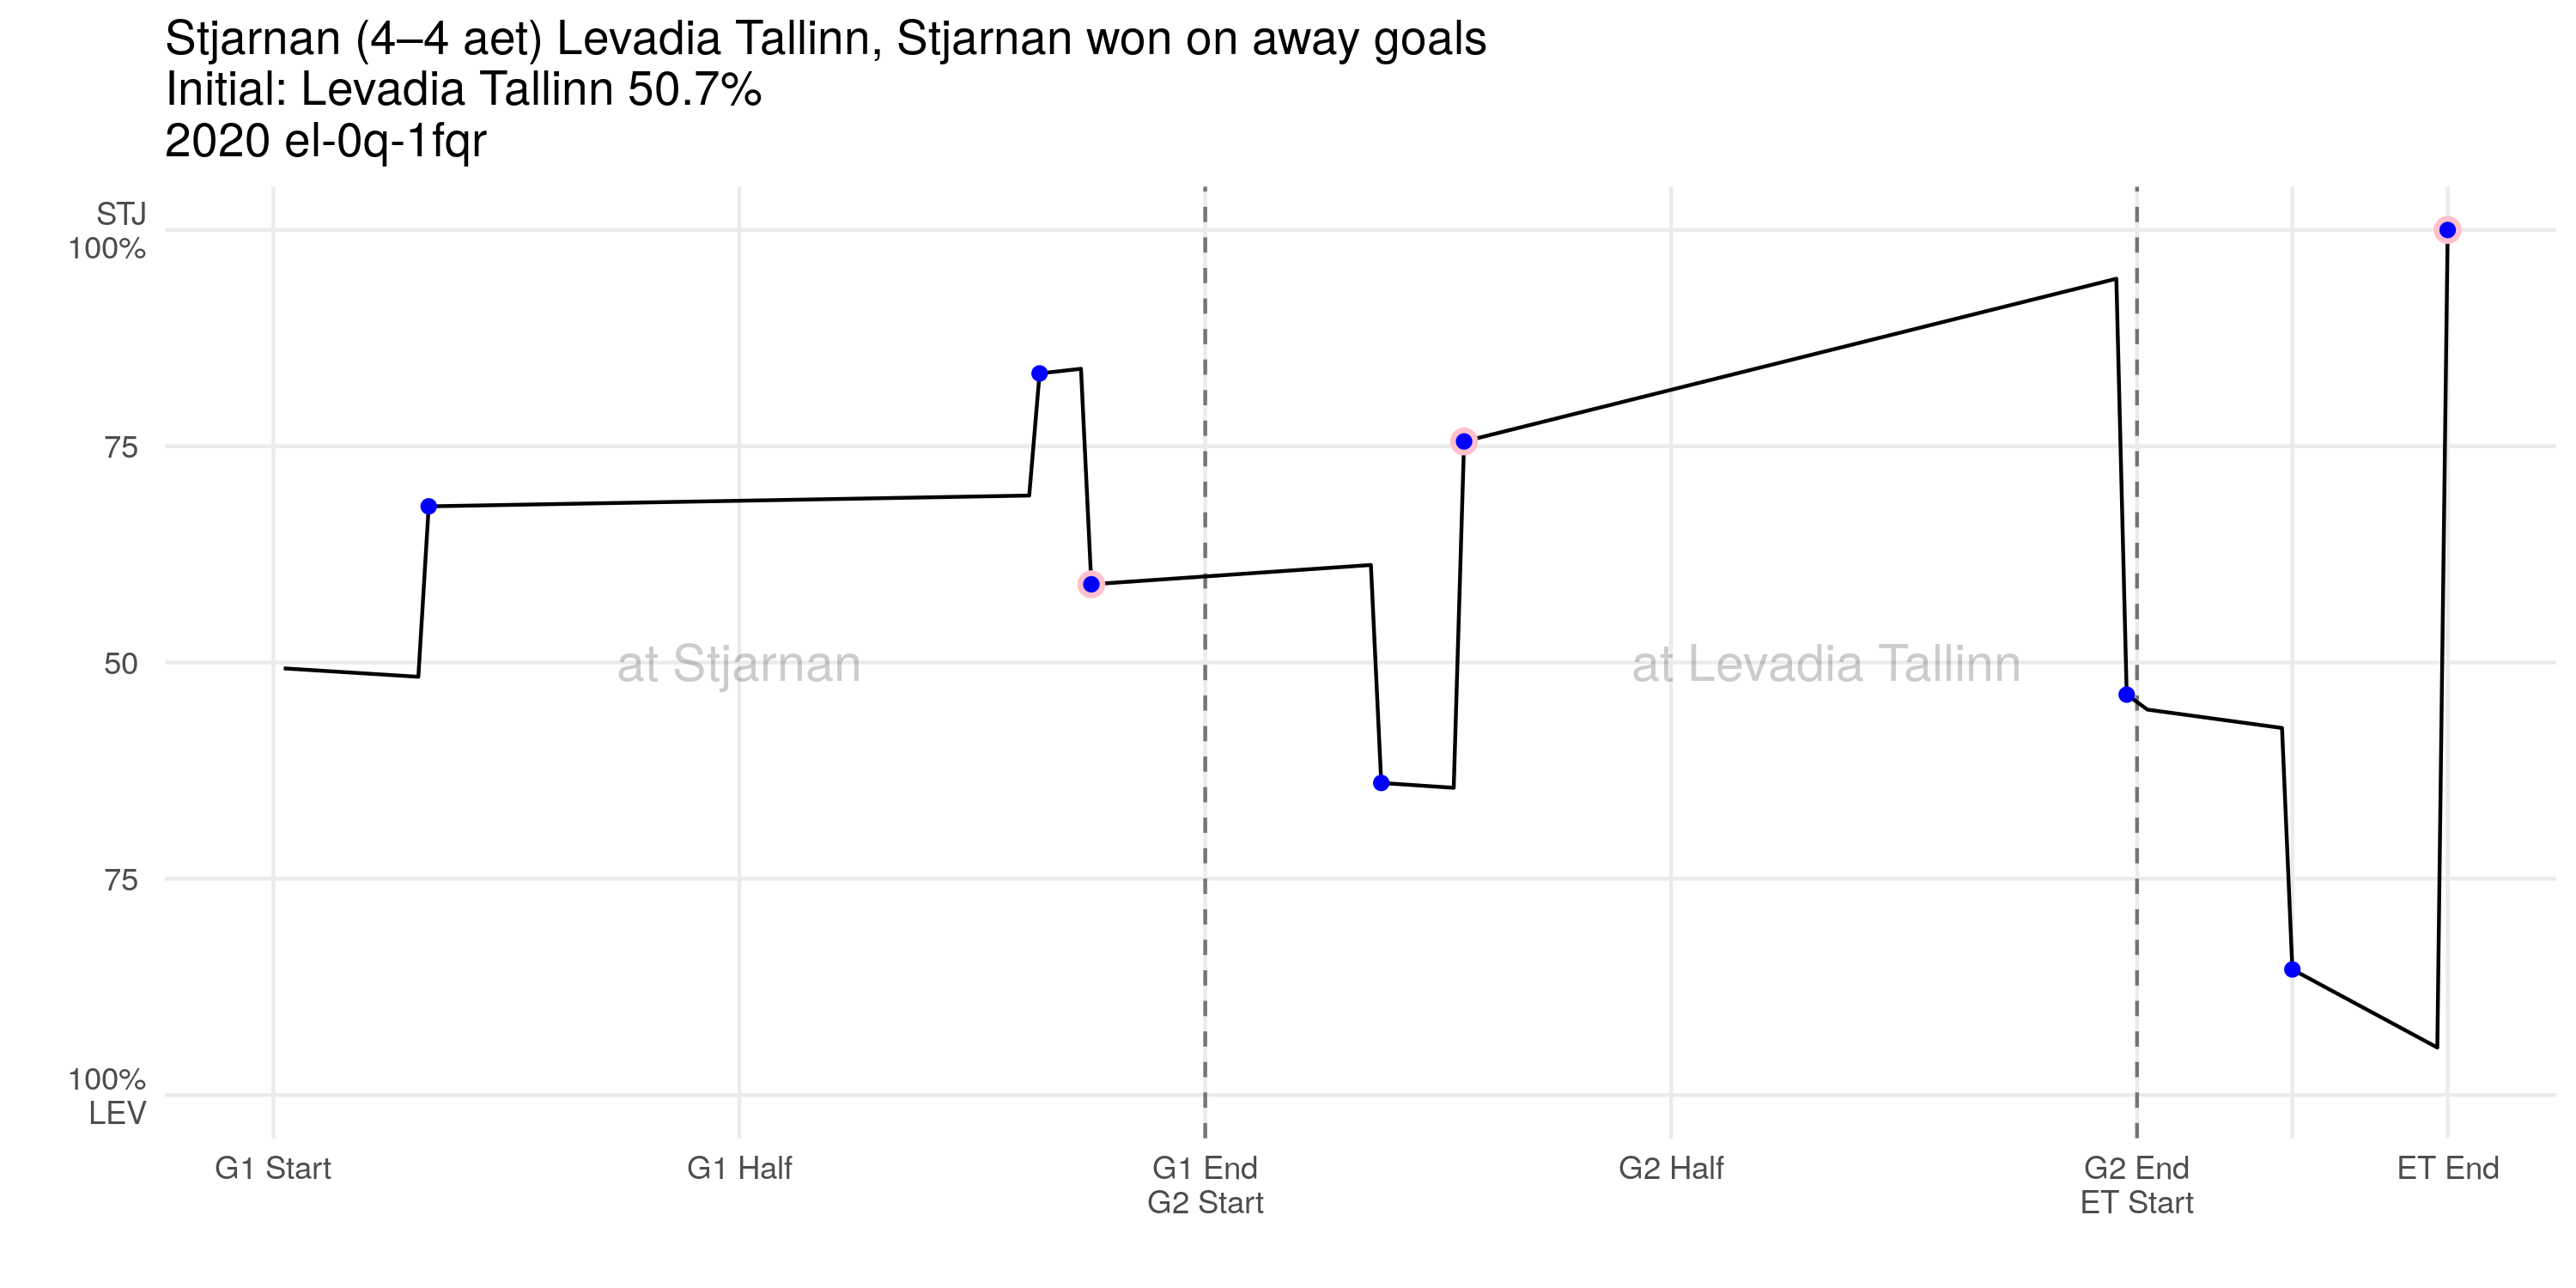 Stjarnan (4–4 aet) Levadia Tallinn, Stjarnan won on away goals
Initial: Levadia Tallinn 50.7%
2020 el-0q-1fqr
STJ
100%
75
50
75
100%
LEV
at Stjarnan
at Levadia Tallinn
G1 Start
G1 Half
G1 End
G2 Start
G2 Half
G2 End
ET Start
ET End